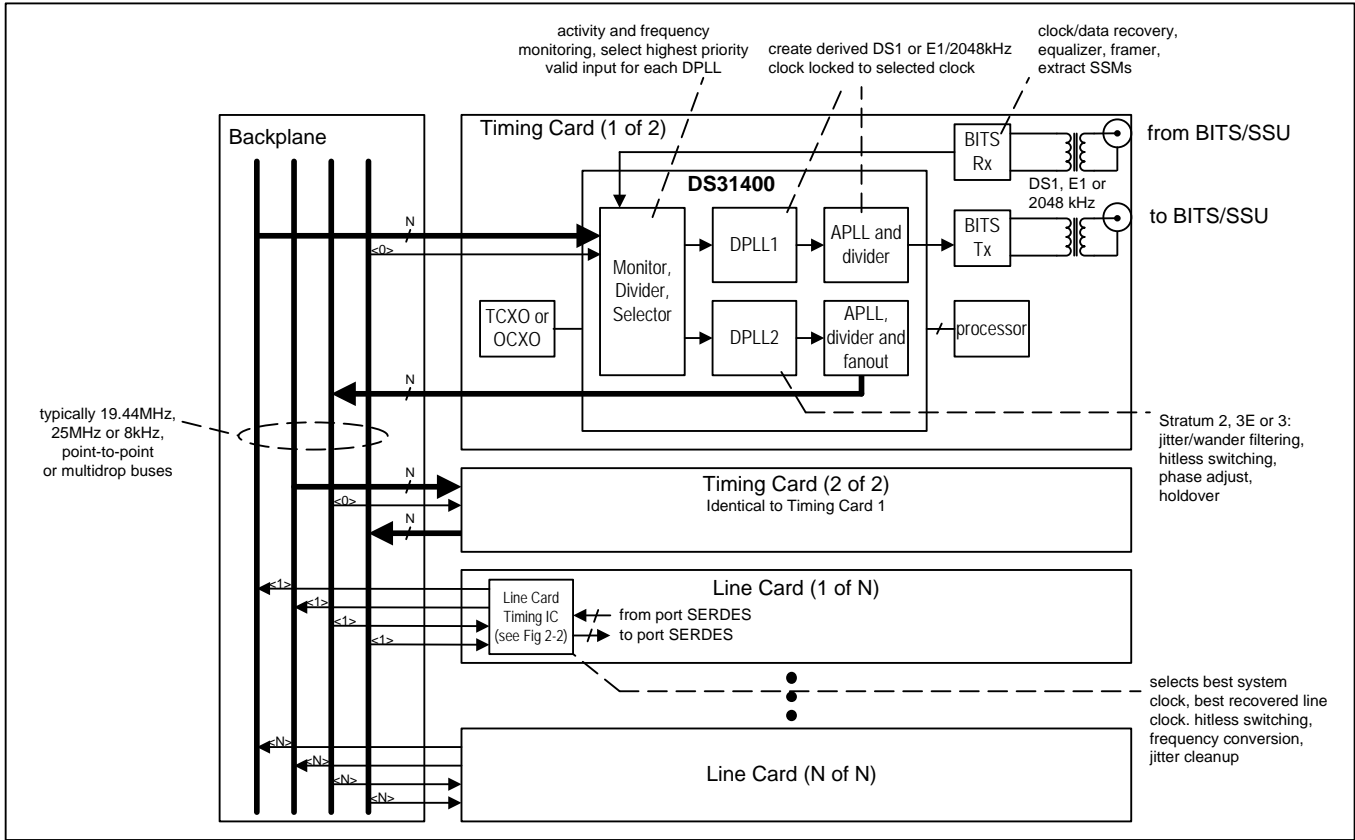 activity and frequency
monitoring, select highest priority
valid input for each DPLL
create derived DS1 or E1/2048kHz
clock locked to selected clock
clock/data recovery,
equalizer, framer,
extract SSMs
Backplane
Timing Card (1 of 2)
BITS
Rx
from BITS/SSU
DS1, E1 or
2048 kHz
to BITS/SSU
BITS
Tx
DS31400
N
<0>
Monitor,
Divider,
Selector
DPLL1
APLL and
divider
TCXO or
OCXO
DPLL2
APLL,
divider and
fanout
processor
N
typically 19.44MHz,
25MHz or 8kHz,
point-to-point
or multidrop buses
Stratum 2, 3E or 3:
jitter/wander filtering,
hitless switching,
phase adjust,
holdover
N
<0>
N
Timing Card (2 of 2)
Identical to Timing Card 1
Line Card (1 of N)
<1>
<1>
<1>
<1>
Line Card
Timing IC
(see Fig 2-2)
from port SERDES
to port SERDES
selects best system
clock, best recovered line
clock. hitless switching,
frequency conversion,
jitter cleanup
<N>
<N>
<N>
<N>
Line Card (N of N)